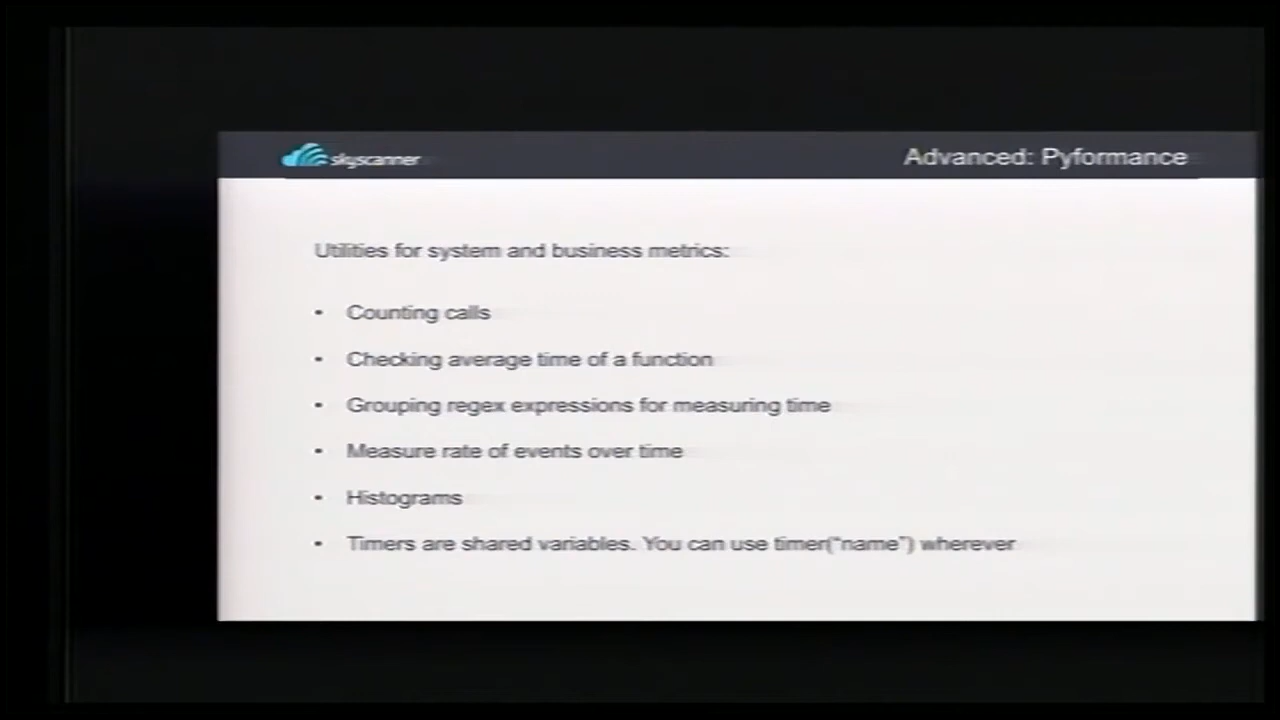 skyscanner
Advanced: Pyformance
Utilities for system and business metrics:
• Counting calls
• Checking average time of a function
• Grouping regex expressions for measuring time
• Measure rate of events over time
• Histograms
• Timers are shared variables. You can use timer(“name”) wherever